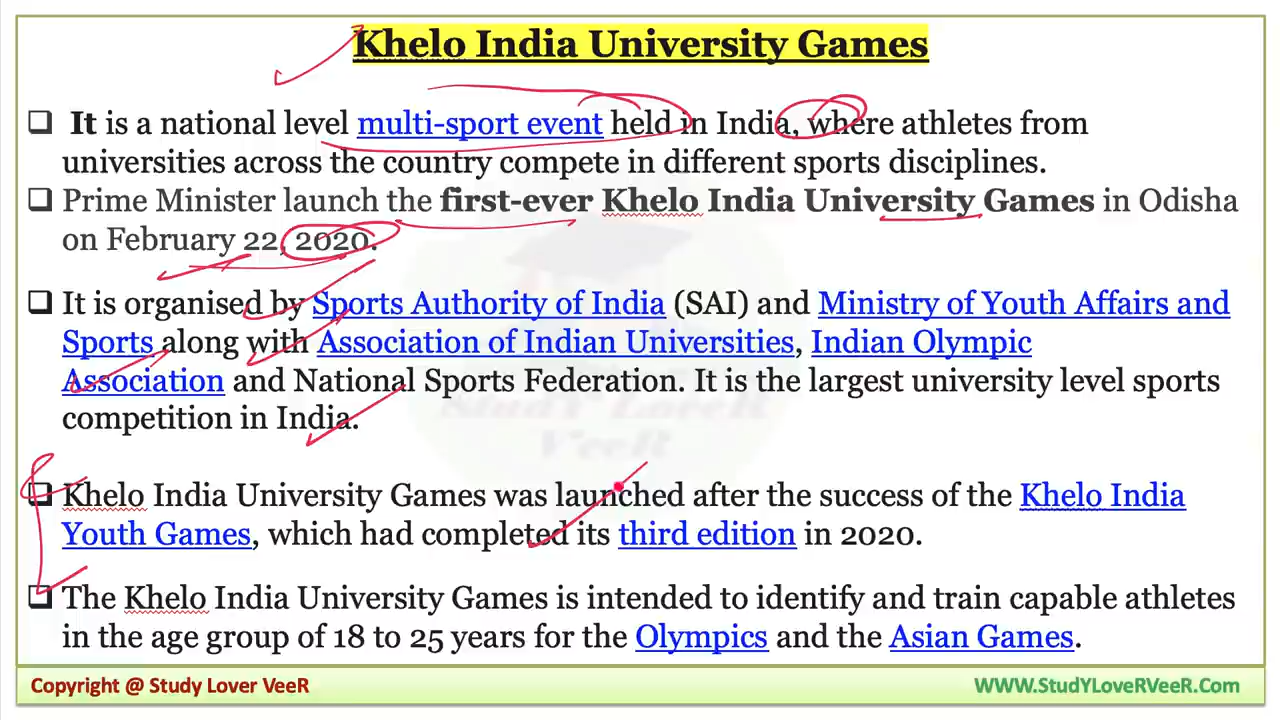 Khelo India University Games
❑ It is a national level multi-sport event held in India, where athletes from
universities across the country compete in different sports disciplines.
❑ Prime Minister launch the first-ever Khelo India University Games in Odisha
on February 22, 2020.
❑ It is organised by Sports Authority of India (SAI) and Ministry of Youth Affairs and
Sports along with Association of Indian Universities, Indian Olympic
Association and National Sports Federation. It is the largest university level sports
competition in India.
StudY LoveR
VeeR
❑ Khelo India University Games was launched after the success of the Khelo India
Youth Games, which had completed its third edition in 2020.
❑ The Khelo India University Games is intended to identify and train capable athletes
in the age group of 18 to 25 years for the Olympics and the Asian Games.
Copyright @ Study Lover VeeR
WWW.StudYLoveRVeeR.Com